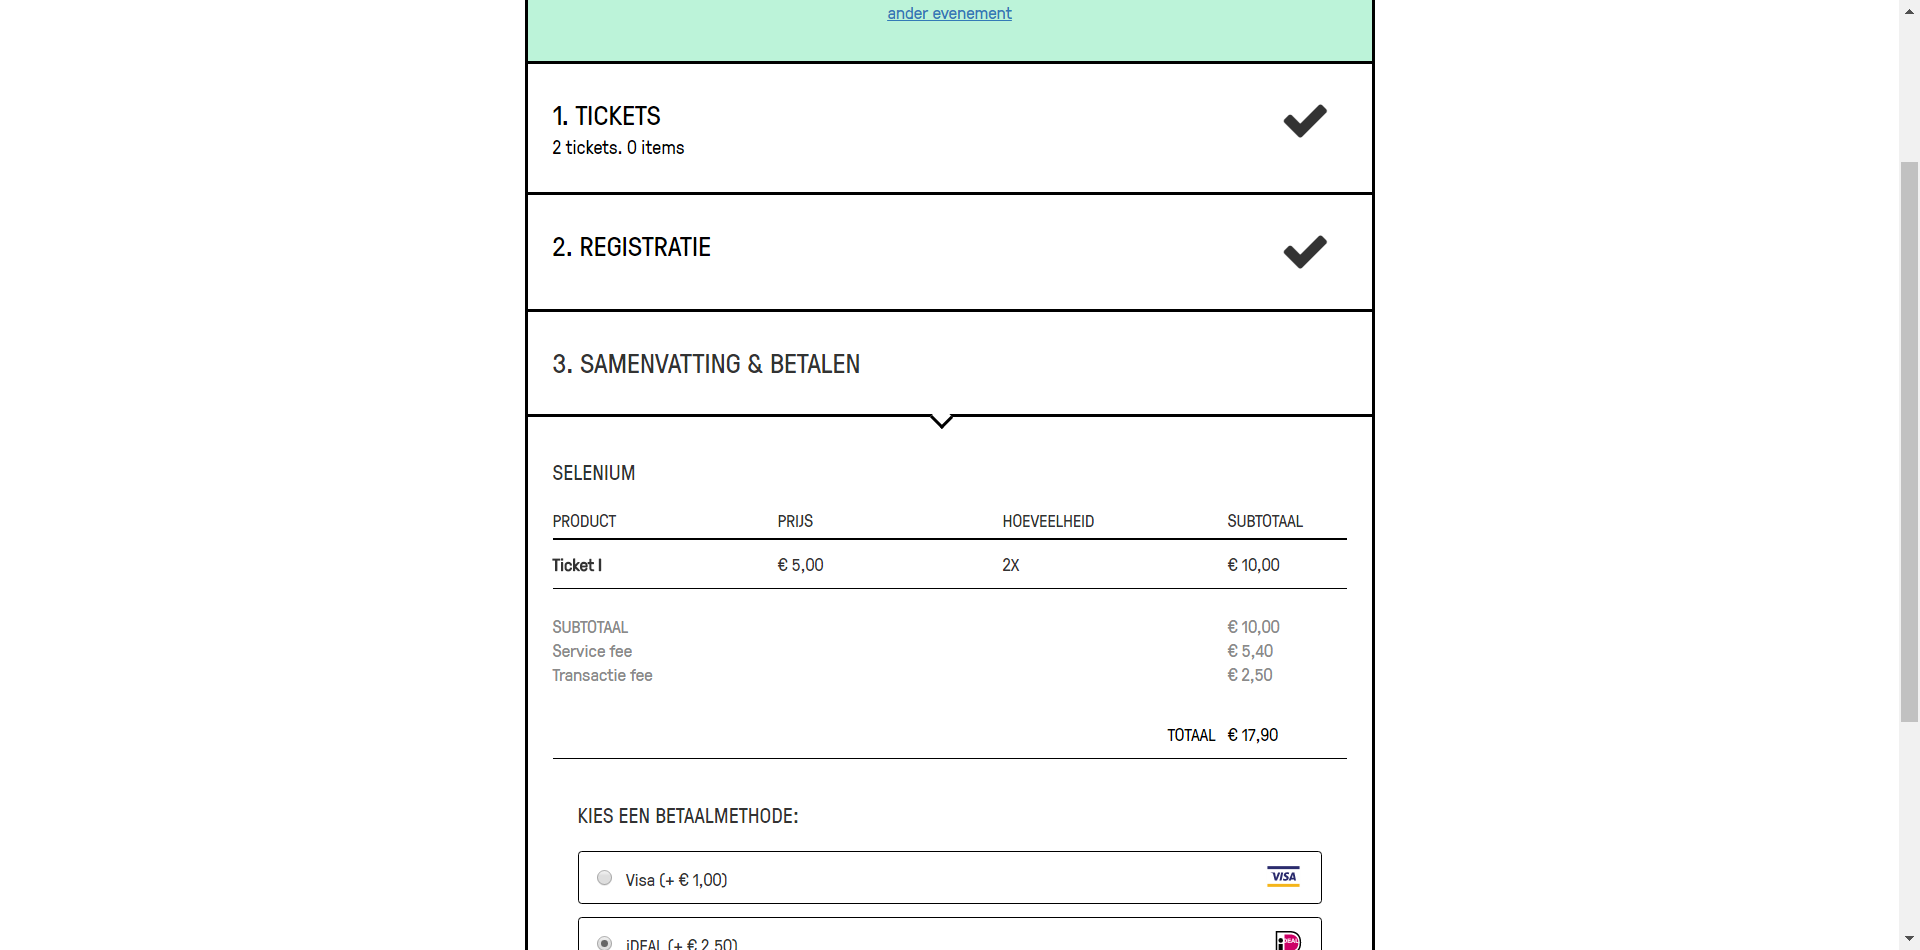 ander evenement
1. TICKETS
2 tickets. 0 items
2. REGISTRATIE
3. SAMENVATTING & BETALEN
SELENIUM
PRODUCT PRIJS HOEVEELHEID SUBTOTAAL
Ticket I € 5,00 2X € 10,00
SUBTOTAAL € 10,00
Service fee € 5,40
Transactie fee € 2,50
TOTAAL € 17,90
KIES EEN BETAALMETHODE:
Visa (+ € 1,00) VISA
iDEAL (+ € 2,50) iDEAL